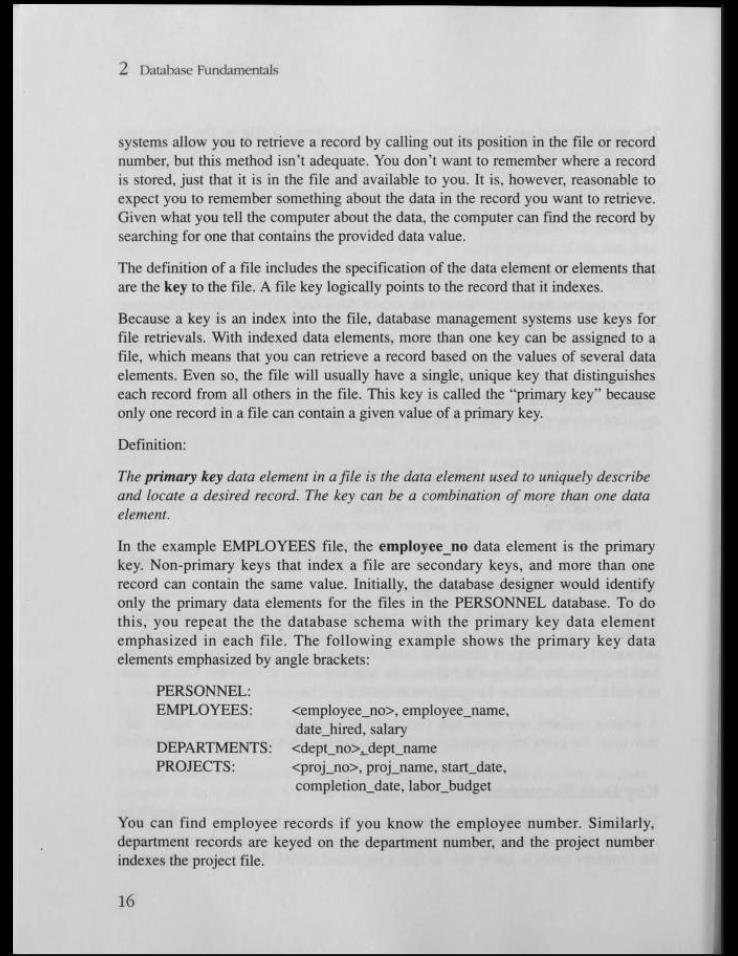 2 Database Fundamentals
systems allow you to retrieve a record by calling out its position in the file or record
number, but this method isn't adequate. You don't want to remember where a record
is stored, just that it is in the file and available to you. It is, however, reasonable to
expect you to remember something about the data in the record you want to retrieve.
Given what you tell the computer about the data, the computer can find the record by
searching for one that contains the provided data value.
The definition of a file includes the specification of the data element or elements that
are the key to the file. A file key logically points to the record that it indexes.
Because a key is an index into the file, database management systems use keys for
file retrievals. With indexed data elements, more than one key can be assigned to a
file, which means that you can retrieve a record based on the values of several data
elements. Even so, the file will usually have a single, unique key that distinguishes
each record from all others in the file. This key is called the “primary key” because
only one record in a file can contain a given value of a primary key.
Definition:
The primary key data element in a file is the data element used to uniquely describe
and locate a desired record. The key can be a combination of more than one data
element.
In the example EMPLOYEES file, the employee_no data element is the primary
key. Non-primary keys that index a file are secondary keys, and more than one
record can contain the same value. Initially, the database designer would identify
only the primary data elements for the files in the PERSONNEL database. To do
this, you repeat the the database schema with the primary key data element
emphasized in each file. The following example shows the primary key data
elements emphasized by angle brackets:
PERSONNEL:
EMPLOYEES: <employee_no>, employee_name,
date_hired, salary
DEPARTMENTS: <dept_no>, dept_name
PROJECTS: <proj_no>, proj_name, start_date,
completion_date, labor_budget
You can find employee records if you know the employee number. Similarly,
department records are keyed on the department number, and the project number
indexes the project file.
16